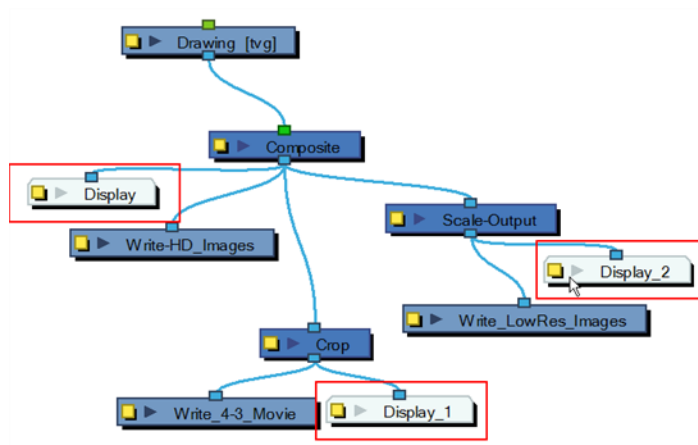 Drawing [tvg]
Composite
Display
Write-HD_Images
Scale-Output
Display_2
Write_LowRes_Images
Crop
Write_4-3_Movie
Display_1